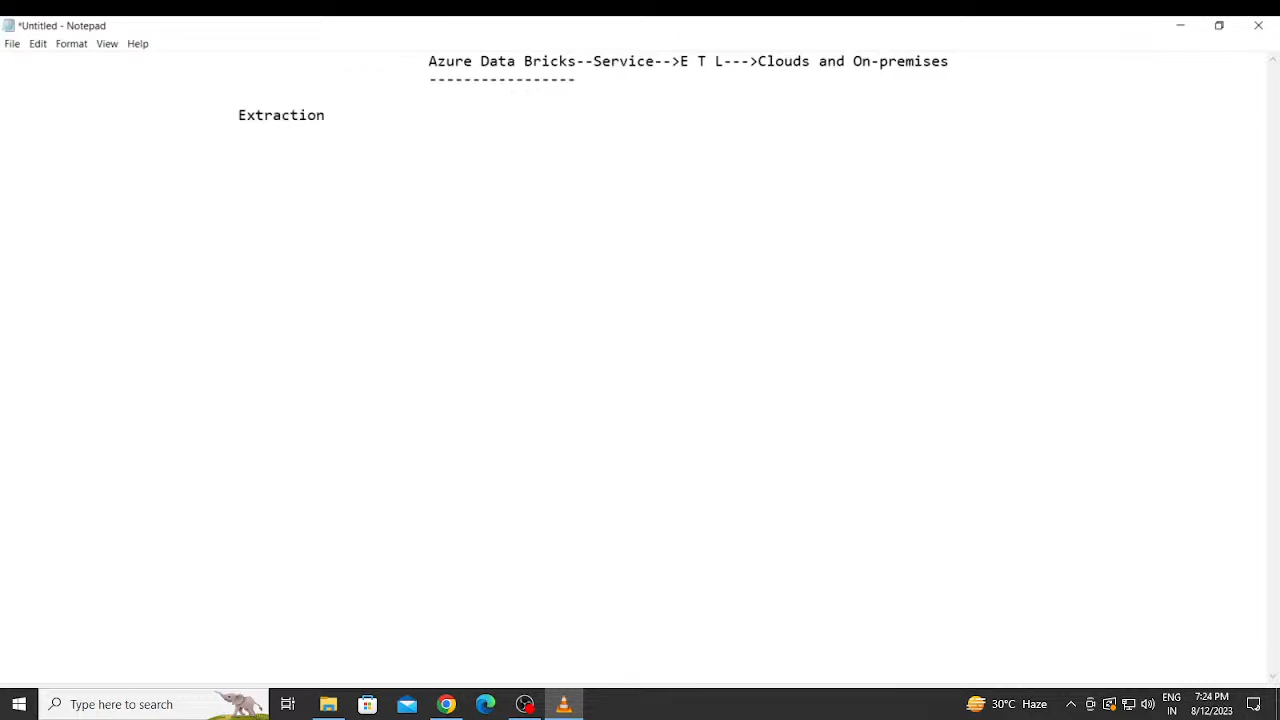 *Untitled - Notepad
File Edit Format View Help
Azure Data Bricks--Service-->E T L--->Clouds and On-premises
-----------------
Extraction
Type here to search
30°C Haze
ENG
IN
7:24 PM
8/12/2023